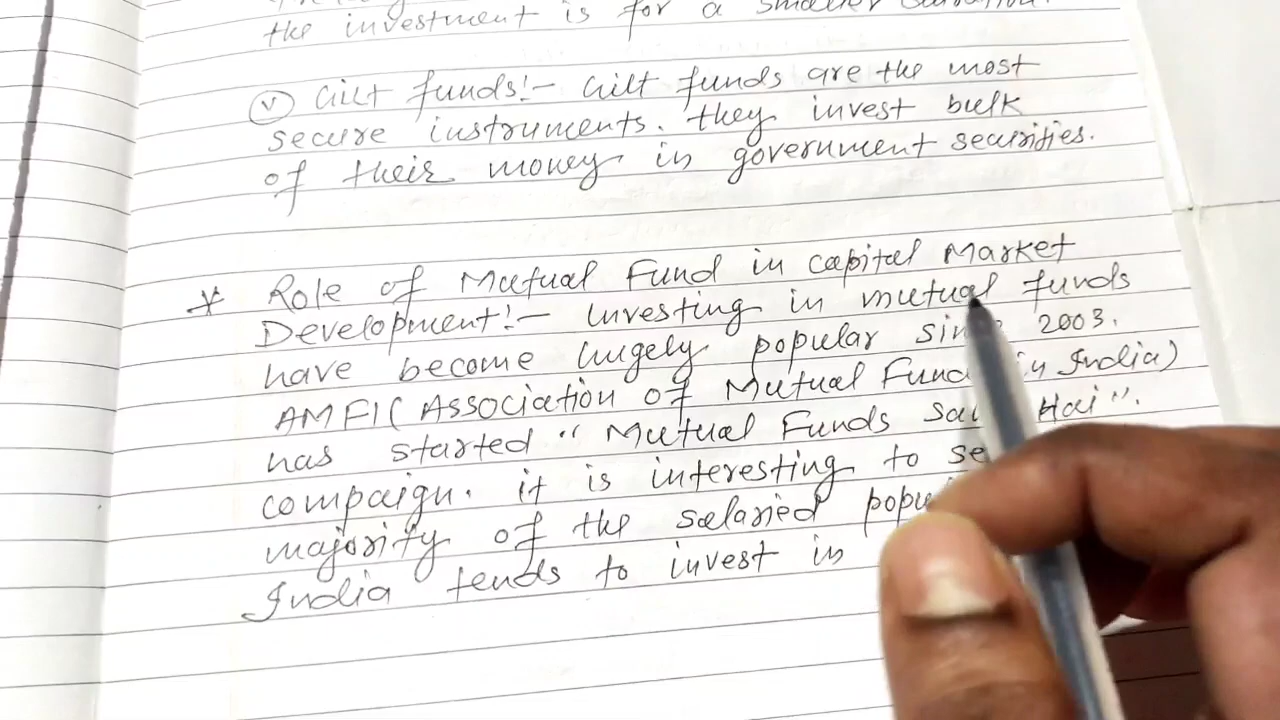 the investment is for a smaller duration.
(v) Gilt funds:- Gilt funds are the most
secure instruments. they invest bulk
of their money in government securities.
* Role of Mutual Fund in capital Market
Development:- Investing in mutual funds
have become hugely popular since 2003.
AMFI (Association of Mutual Fund in India)
has started "Mutual Funds Hai".
compaign. it is interesting to
majority of the salaried
India tends to invest in